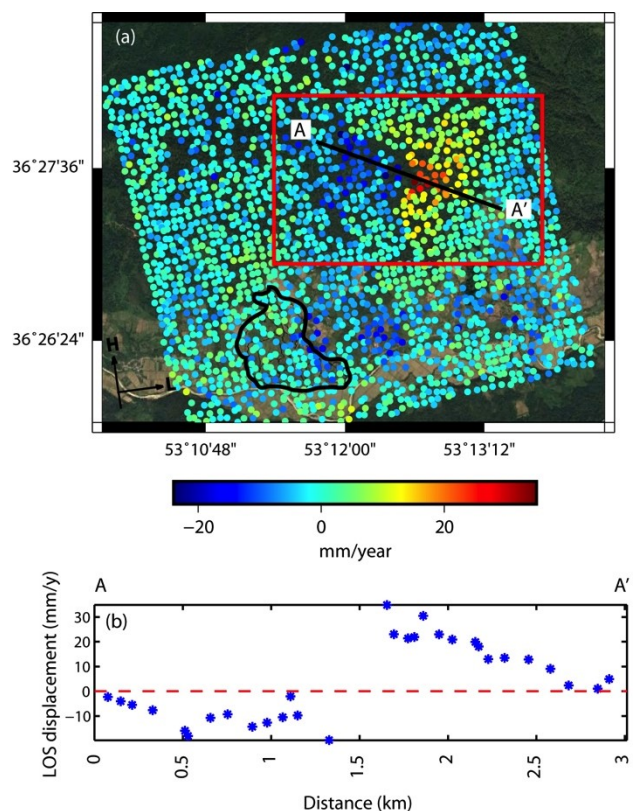 (a)
A
A’
36˚27'36"
36˚26'24"
H
L
53˚10'48" 53˚12'00" 53˚13'12"
−20 0 20
mm/year
A A’
(b)
LOS displacement (mm/y)
30
20
10
0
−10
0 0.5 1 1.5 2 2.5 3
Distance (km)